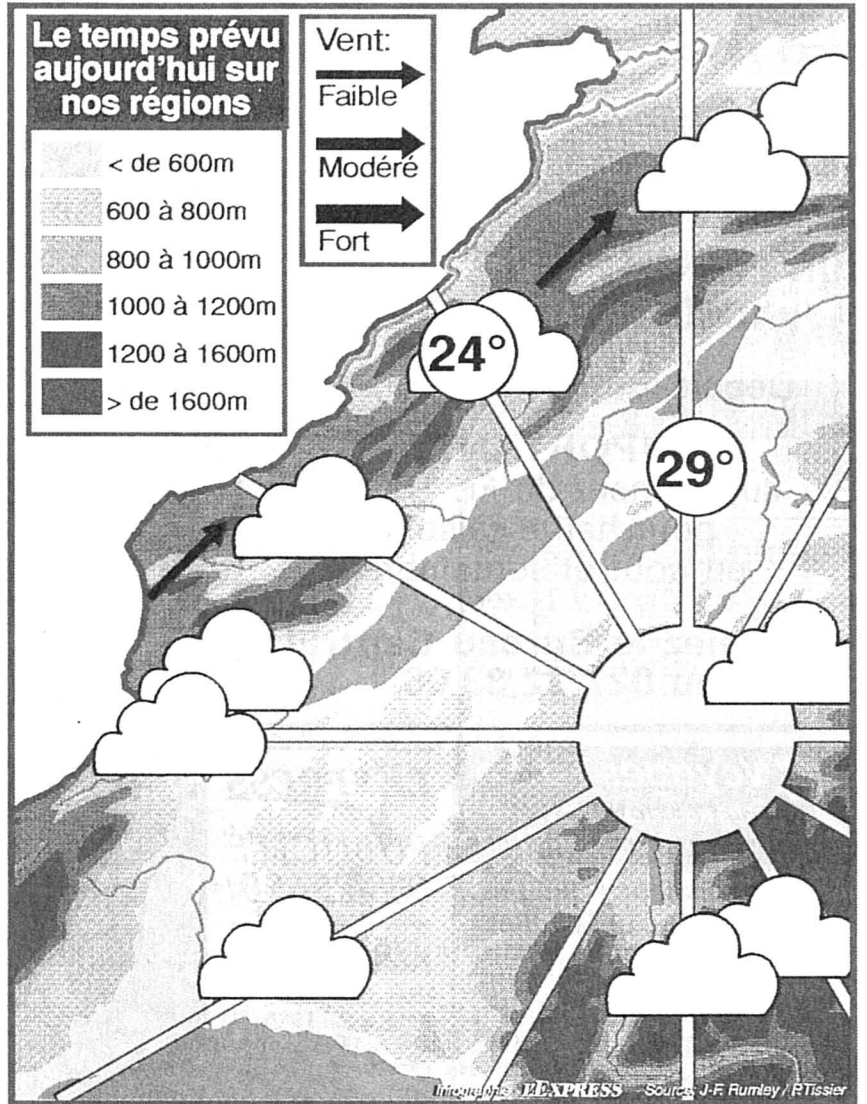 Le temps prévu
aujourd'hui sur
nos régions
< de 600m
600 à 800m
800 à 1000m
1000 à 1200m
1200 à 1600m
> de 1600m
Vent:
Faible
Modéré
Fort
24°
29°
Infographie - L'EXPRESS Source: J-F. Rumley / P.Tissier